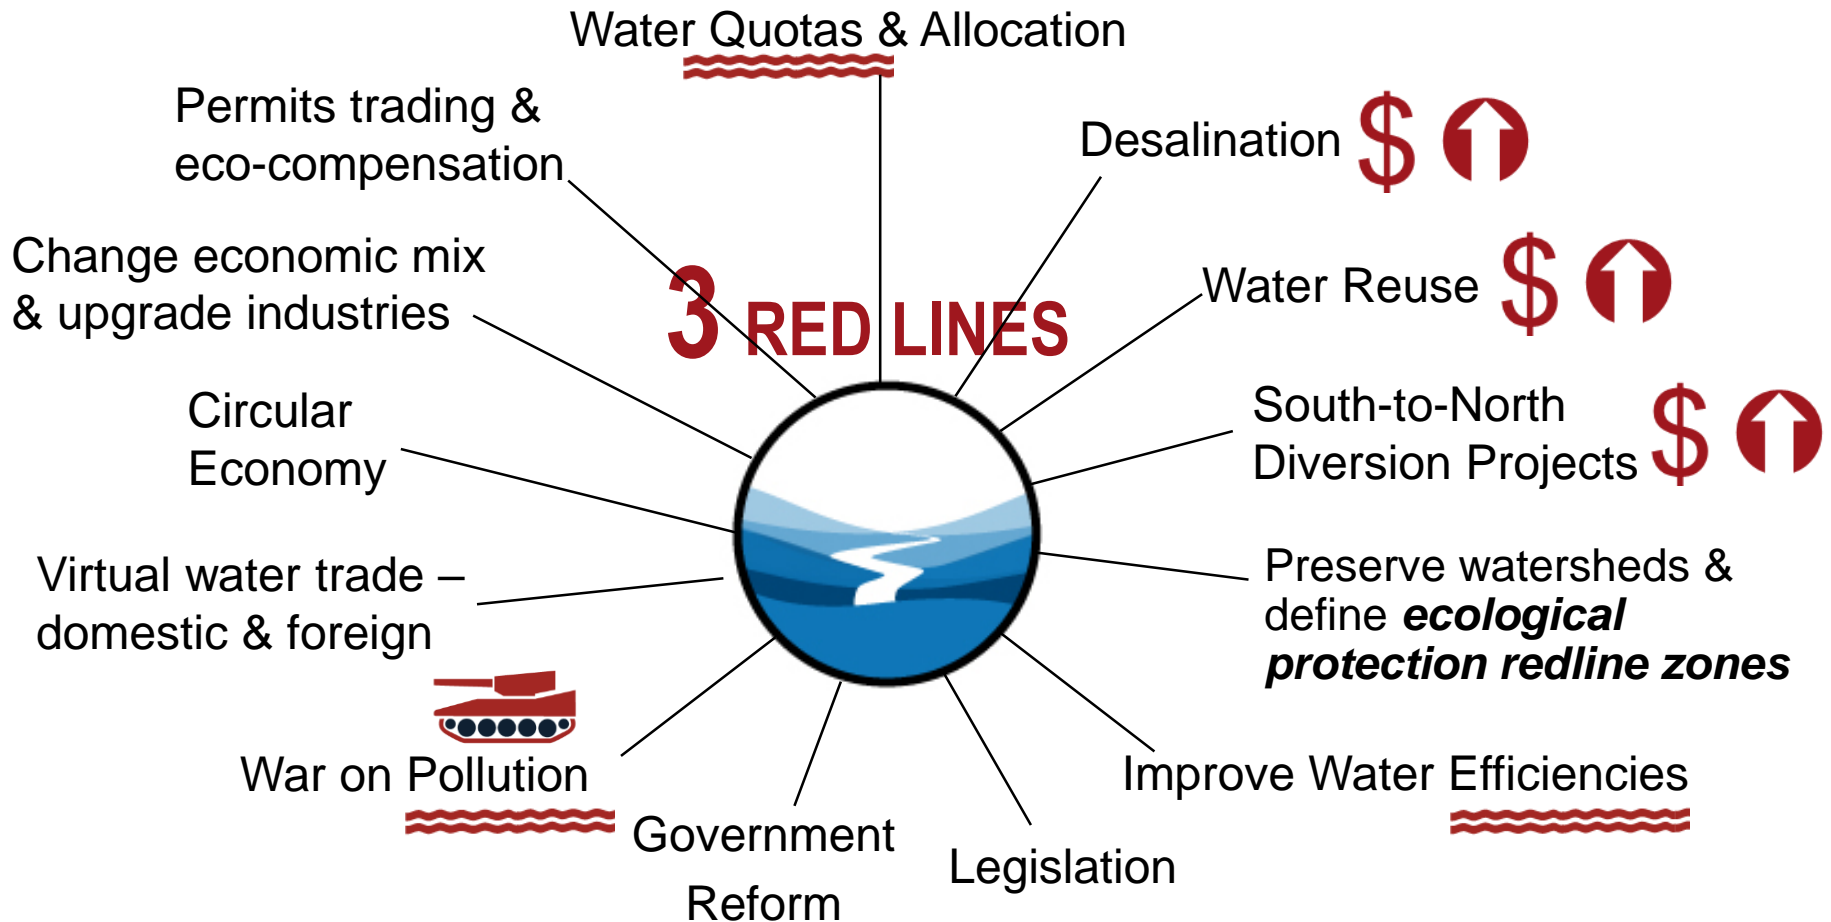 Water Quotas & Allocation
Permits trading &
eco-compensation
Desalination $
Change economic mix
& upgrade industries
3 RED LINES
Water Reuse $
Circular
Economy
South-to-North
Diversion Projects $
Virtual water trade –
domestic & foreign
Preserve watersheds &
define ecological
protection redline zones
War on Pollution
Improve Water Efficiencies
Government
Reform
Legislation